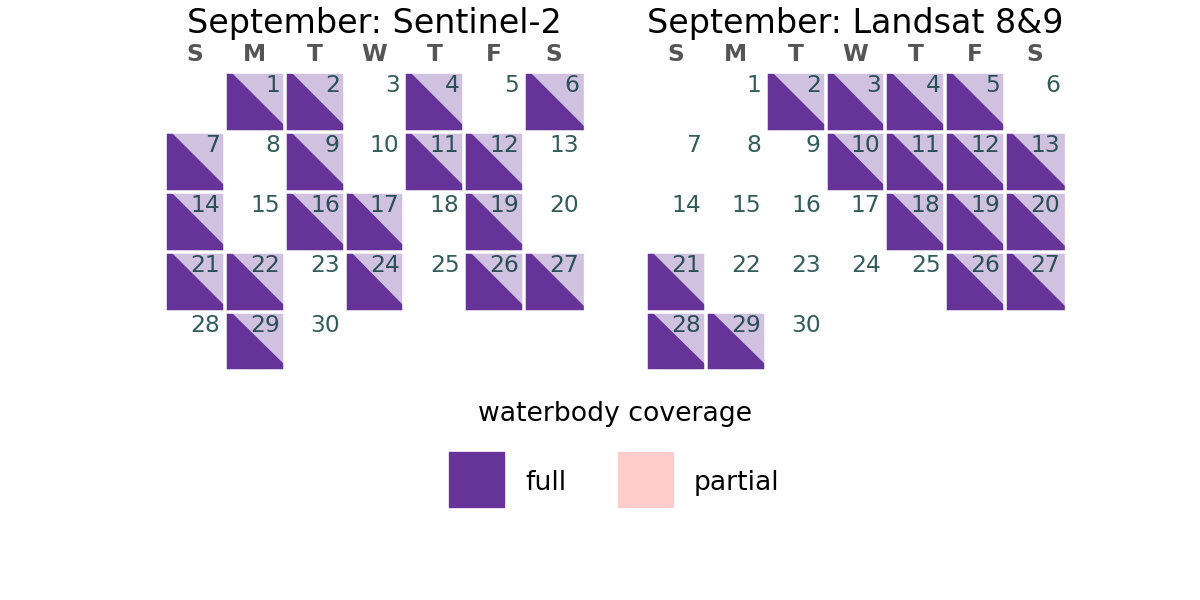 September: Sentinel-2
S M T W T F S
1 2 3 4 5 6
7 8 9 10 11 12 13
14 15 16 17 18 19 20
21 22 23 24 25 26 27
28 29 30
September: Landsat 8&9
S M T W T F S
1 2 3 4 5 6
7 8 9 10 11 12 13
14 15 16 17 18 19 20
21 22 23 24 25 26 27
28 29 30
waterbody coverage
full partial